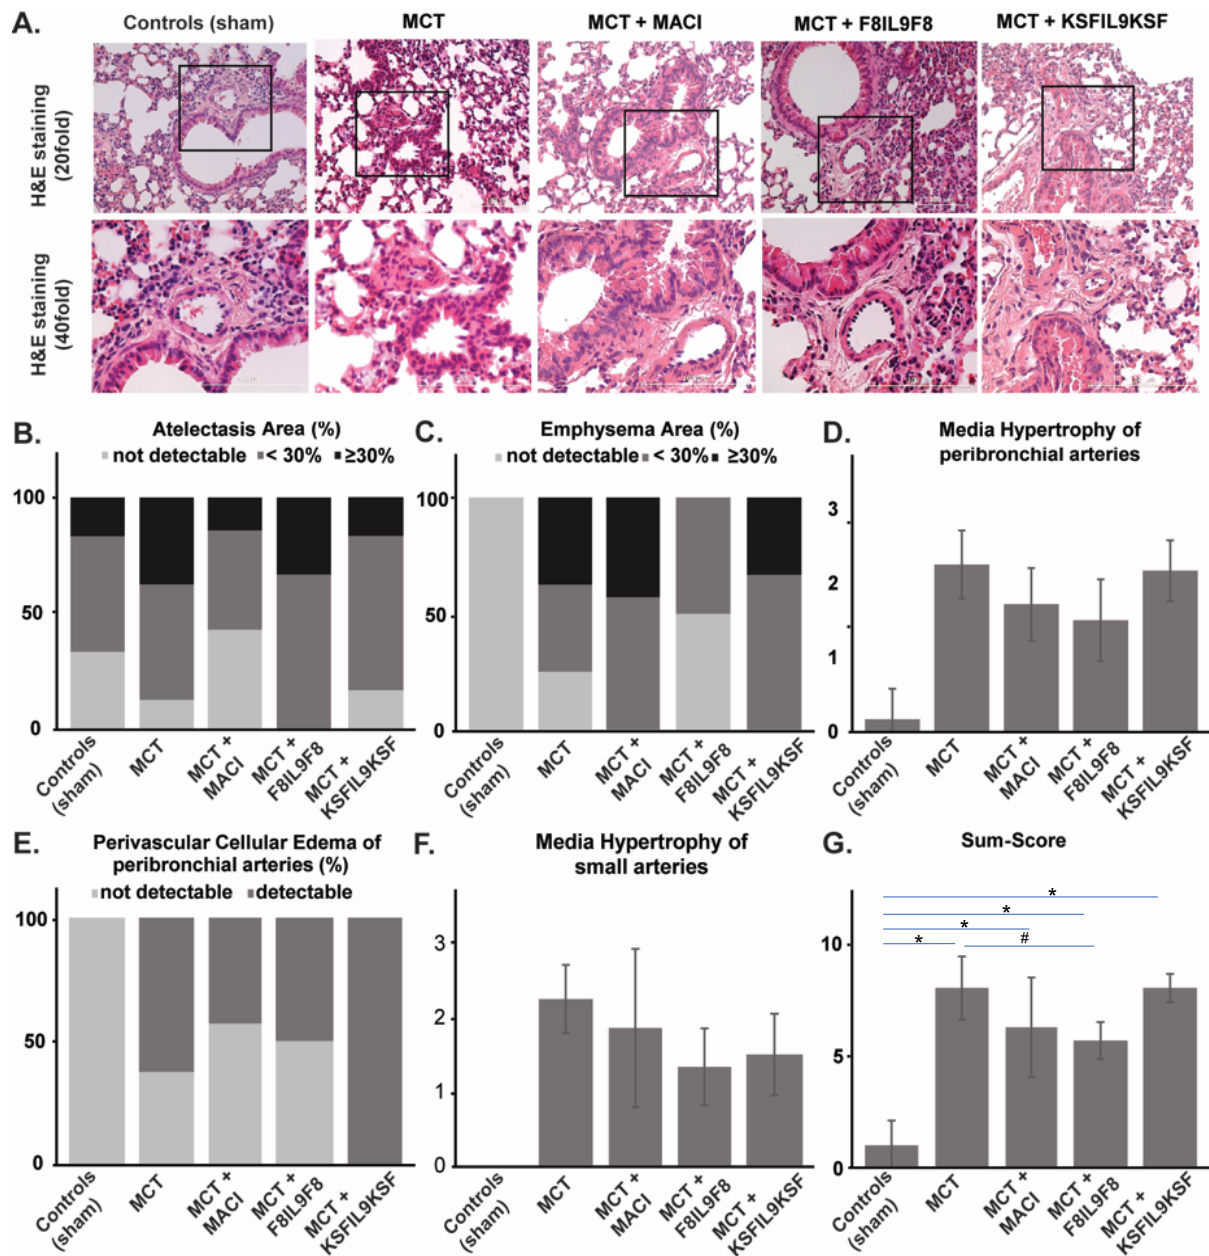 A.
Controls (sham)
MCT
MCT + MACI
MCT + F8IL9F8
MCT + KSFIL9KSF
H&E staining
(20fold)
H&E staining
(40fold)
B.
Atelectasis Area (%)
not detectable < 30% ≥30%
100
50
0
Controls
(sham)
MCT
MCT +
MACI
MCT +
F8IL9F8
MCT +
KSFIL9KSF
C.
Emphysema Area (%)
not detectable < 30% ≥30%
100
50
0
Controls
(sham)
MCT
MCT +
MACI
MCT +
F8IL9F8
MCT +
KSFIL9KSF
D.
Media Hypertrophy of
peribronchial arteries
3
2
1
0
Controls
(sham)
MCT
MCT +
MACI
MCT +
F8IL9F8
MCT +
KSFIL9KSF
E.
Perivascular Cellular Edema of
peribronchial arteries (%)
not detectable detectable
100
50
0
Controls
(sham)
MCT
MCT +
MACI
MCT +
F8IL9F8
MCT +
KSFIL9KSF
F.
Media Hypertrophy of
small arteries
3
2
1
0
Controls
(sham)
MCT
MCT +
MACI
MCT +
F8IL9F8
MCT +
KSFIL9KSF
G.
Sum-Score
*
*
*
* #
10
5
0
Controls
(sham)
MCT
MCT +
MACI
MCT +
F8IL9F8
MCT +
KSFIL9KSF